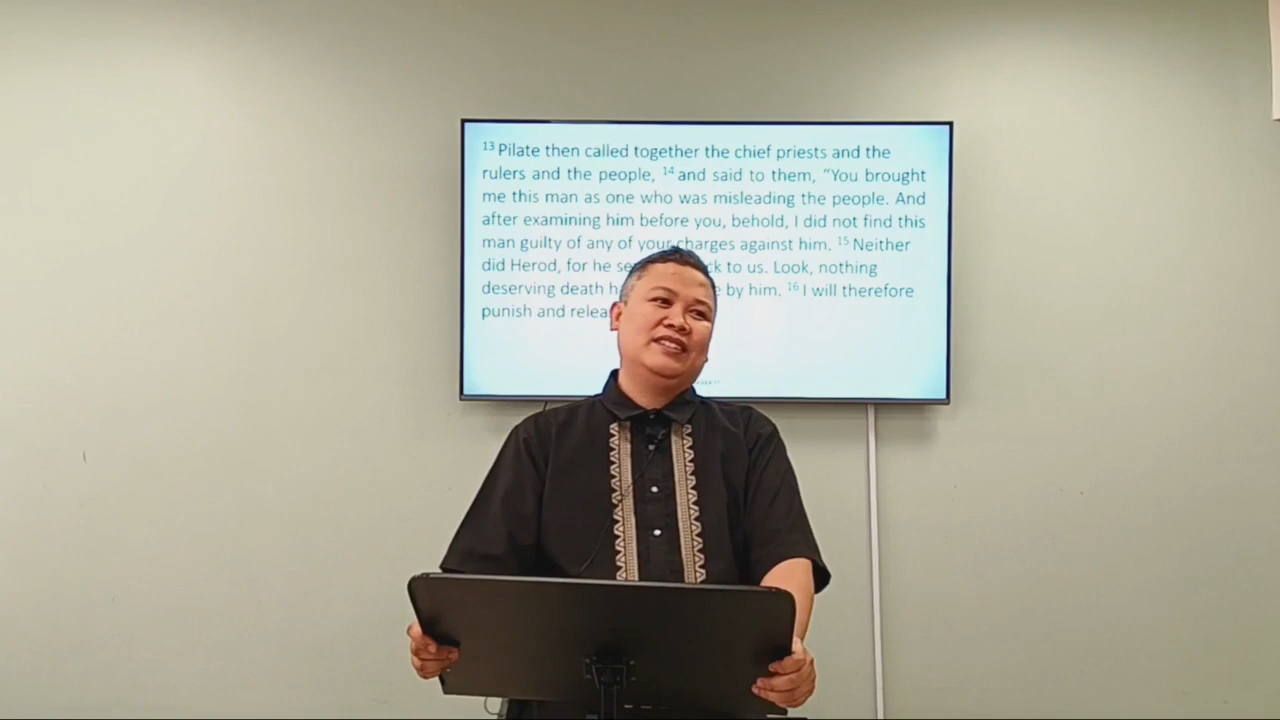 13 Pilate then called together the chief priests and the
rulers and the people, 14 and said to them, “You brought
me this man as one who was misleading the people. And
after examining him before you, behold, I did not find this
man guilty of any of your charges against him. 15 Neither
did Herod, for he to us. Look, nothing
deserving death by him. 16 I will therefore
punish and